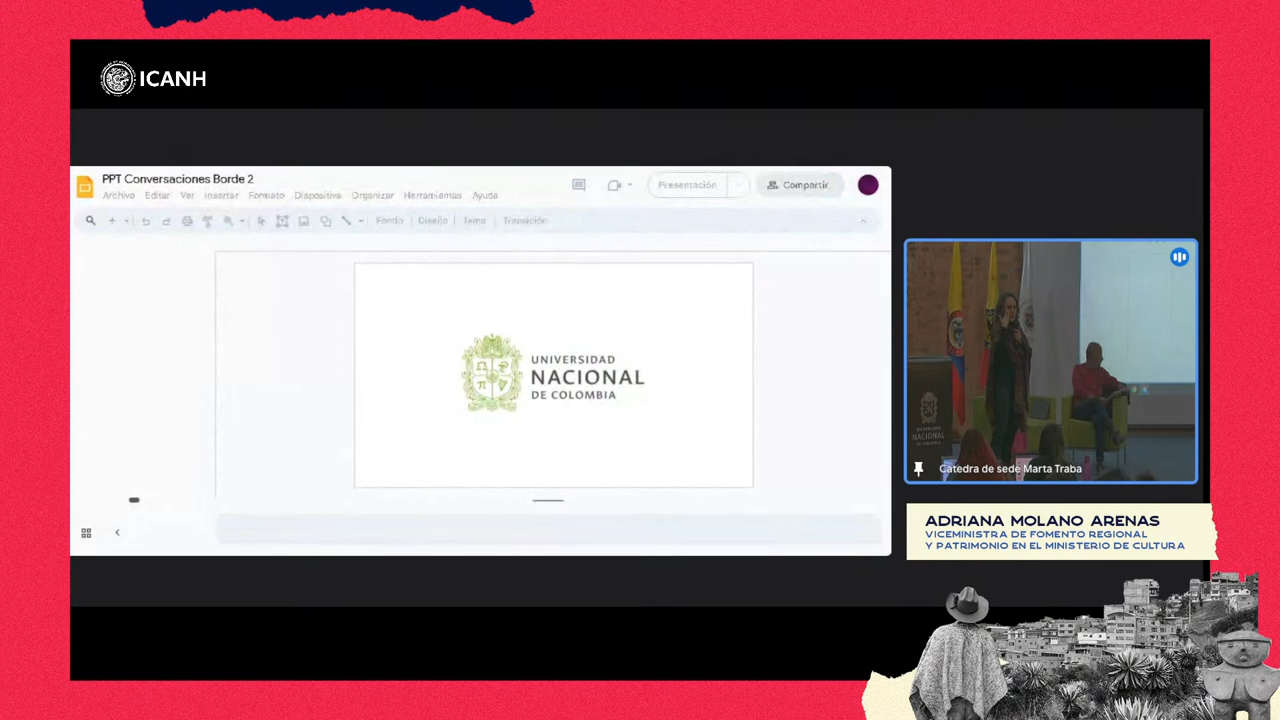 ICANH
PPT Conversaciones Borde 2
Archivo Editar Ver Insertar Formato Diapositiva Organizar Herramientas Ayuda
Presentación
Compartir
Fondo Diseño Tema Transición
UNIVERSIDAD
NACIONAL
DE COLOMBIA
UNIVERSIDAD
NACIONAL
Catedra de sede Marta Traba
ADRIANA MOLANO ARENAS
VICEMINISTRA DE FOMENTO REGIONAL
Y PATRIMONIO EN EL MINISTERIO DE CULTURA